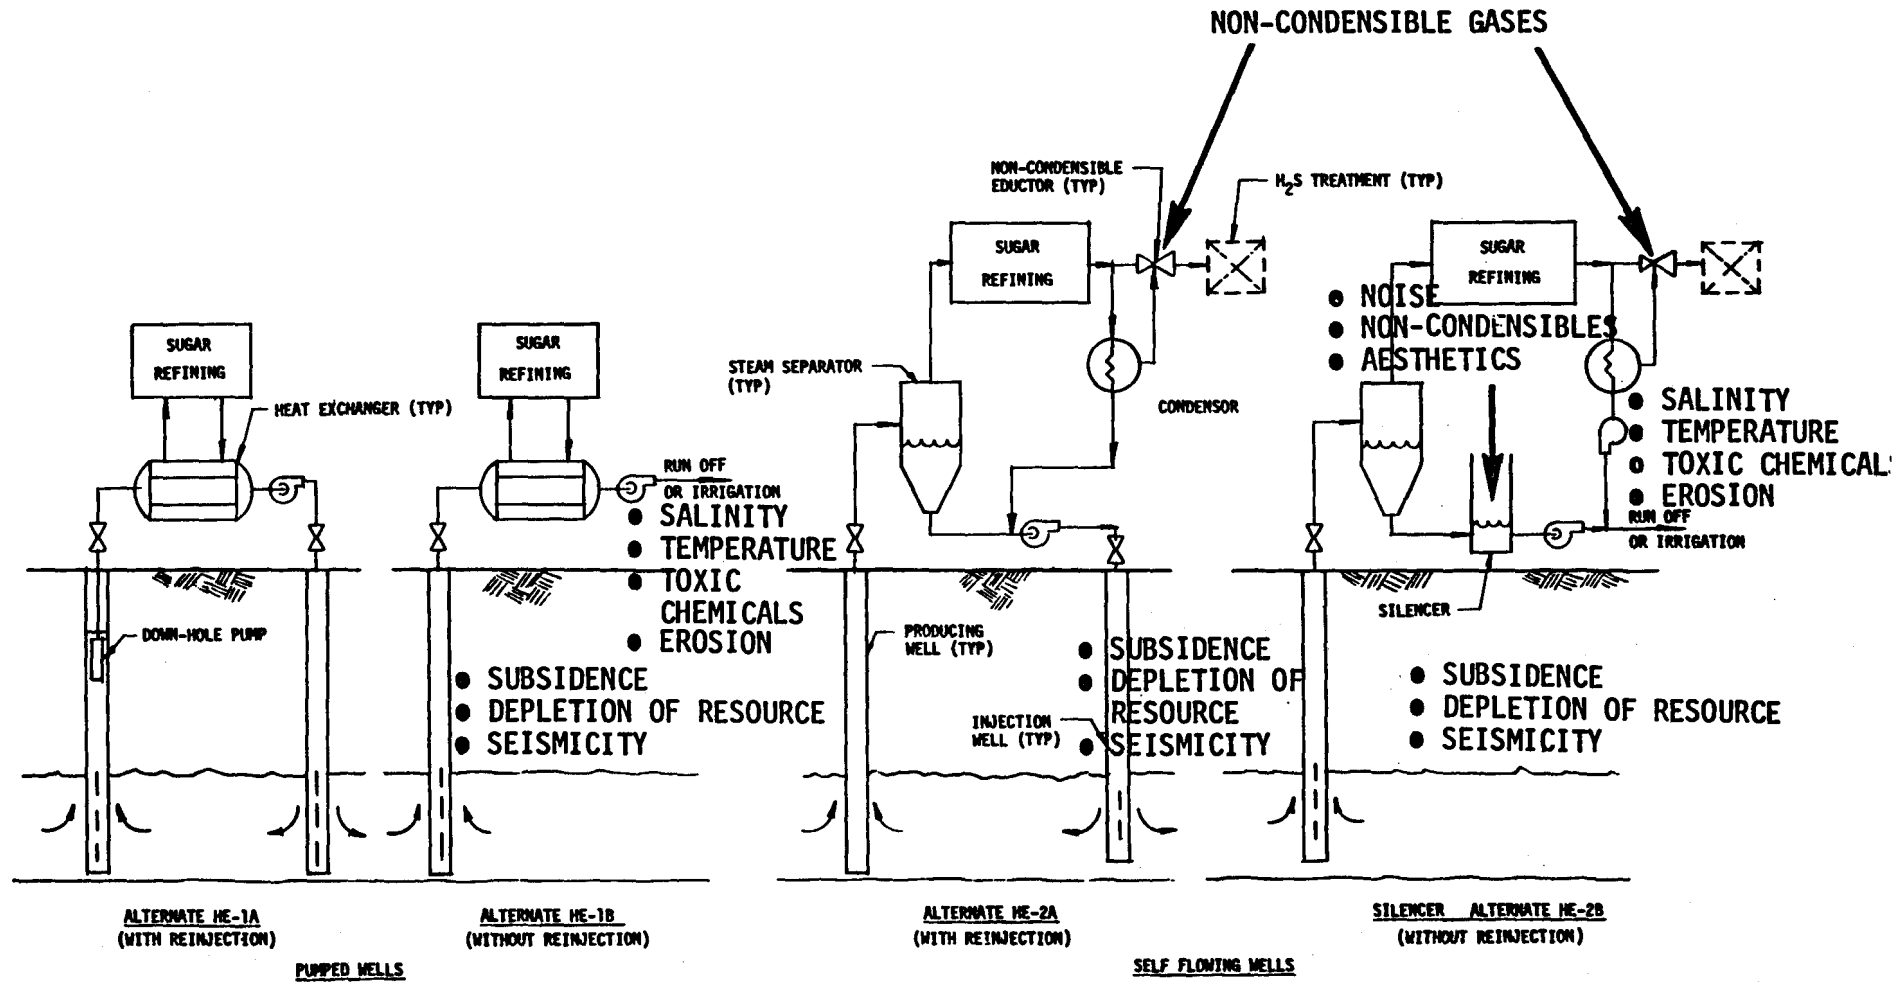 NON-CONDENSIBLE GASES
NON-CONDENSIBLE
EDUCTOR (TYP)
H2S TREATMENT (TYP)
SUGAR
REFINING
SUGAR
REFINING
NOISE
NON-CONDENSIBLES
AESTHETICS
SUGAR
REFINING
SUGAR
REFINING
STEAM SEPARATOR
(TYP)
HEAT EXCHANGER (TYP)
CONDENSOR
SALINITY
TEMPERATURE
TOXIC CHEMICALS
EROSION
RUN OFF
OR IRRIGATION
RUN OFF
OR IRRIGATION
SALINITY
TEMPERATURE
TOXIC
CHEMICALS
EROSION
DOWN-HOLE PUMP
SILENCER
PRODUCING
WELL (TYP)
SUBSIDENCE
DEPLETION OF RESOURCE
SEISMICITY
SUBSIDENCE
DEPLETION OF
RESOURCE
SEISMICITY
INJECTION
WELL (TYP)
SUBSIDENCE
DEPLETION OF RESOURCE
SEISMICITY
ALTERNATE HE-1A
(WITH REINJECTION)
ALTERNATE HE-1B
(WITHOUT REINJECTION)
PUMPED WELLS
ALTERNATE HE-2A
(WITH REINJECTION)
SILENCER ALTERNATE HE-2B
(WITHOUT REINJECTION)
SELF FLOWING WELLS